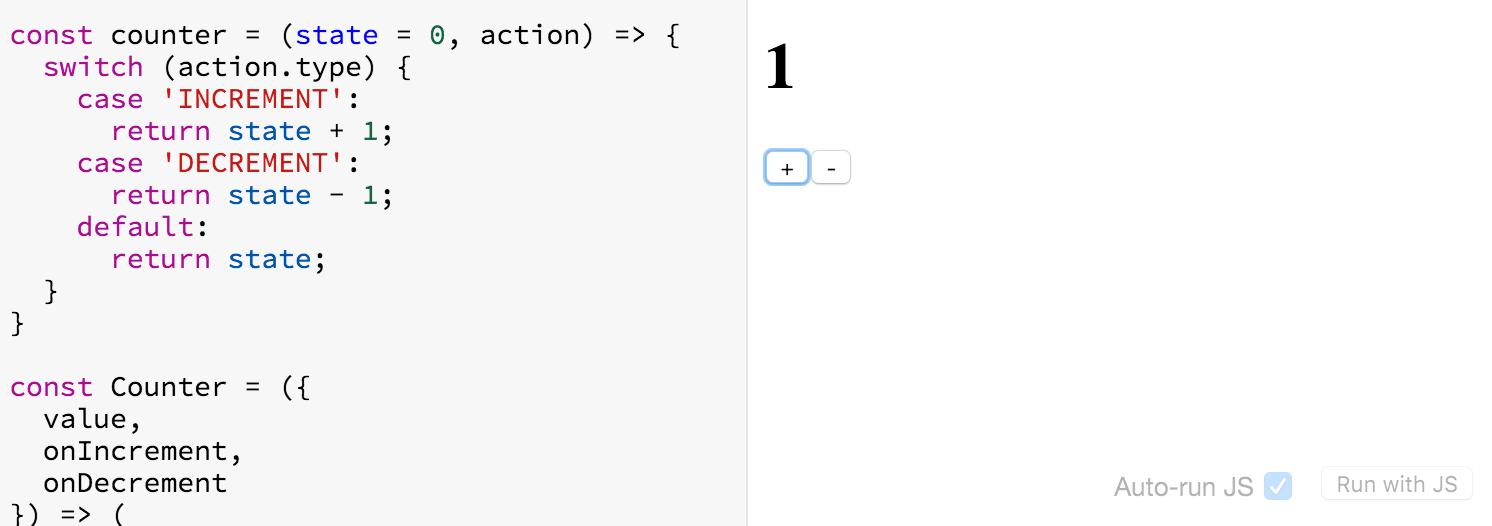 const counter = (state = 0, action) => {
  switch (action.type) {
    case 'INCREMENT':
      return state + 1;
    case 'DECREMENT':
      return state - 1;
    default:
      return state;
  }
}

const Counter = ({
  value,
  onIncrement,
  onDecrement
}) => (
1
+ -
Auto-run JS Run with JS